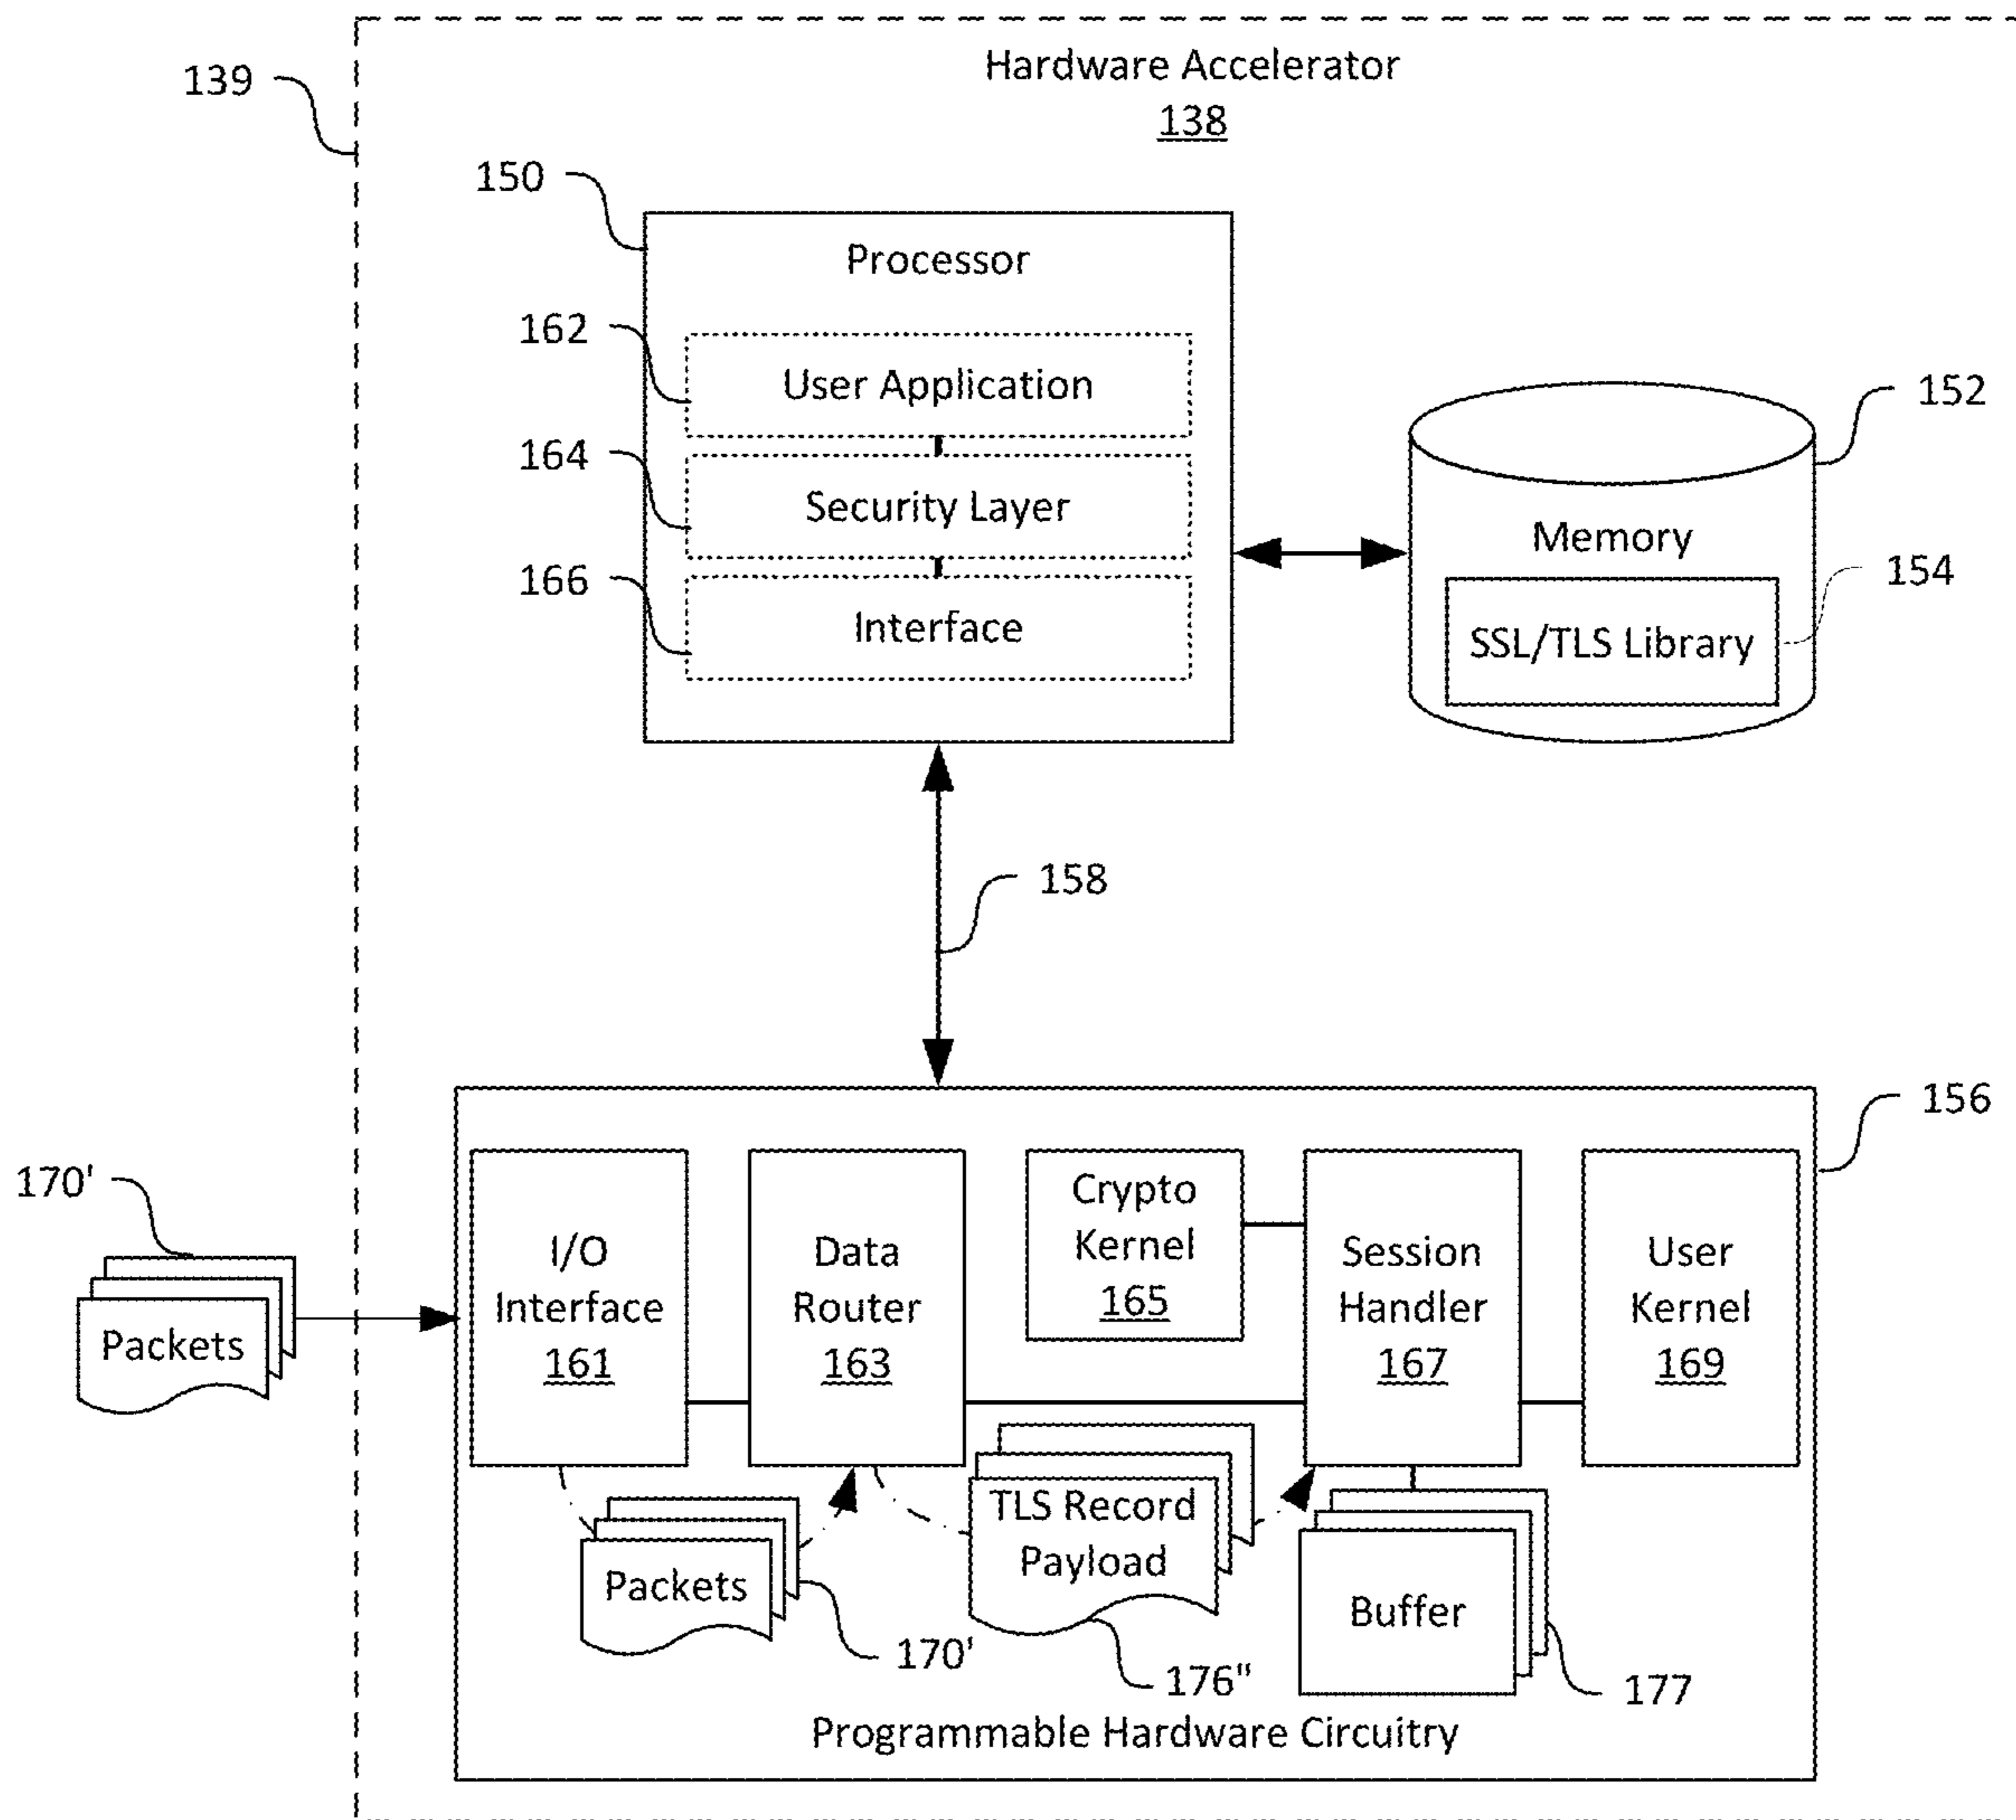 139
Hardware Accelerator
138
150
Processor
162
User Application
164
Security Layer
166
Interface
152
Memory
154
SSL/TLS Library
158
156
170'
Packets
I/O
Interface
161
Data
Router
163
Crypto
Kernel
165
Session
Handler
167
User
Kernel
169
Packets
170'
TLS Record
Payload
176"
Buffer
177
Programmable Hardware Circuitry